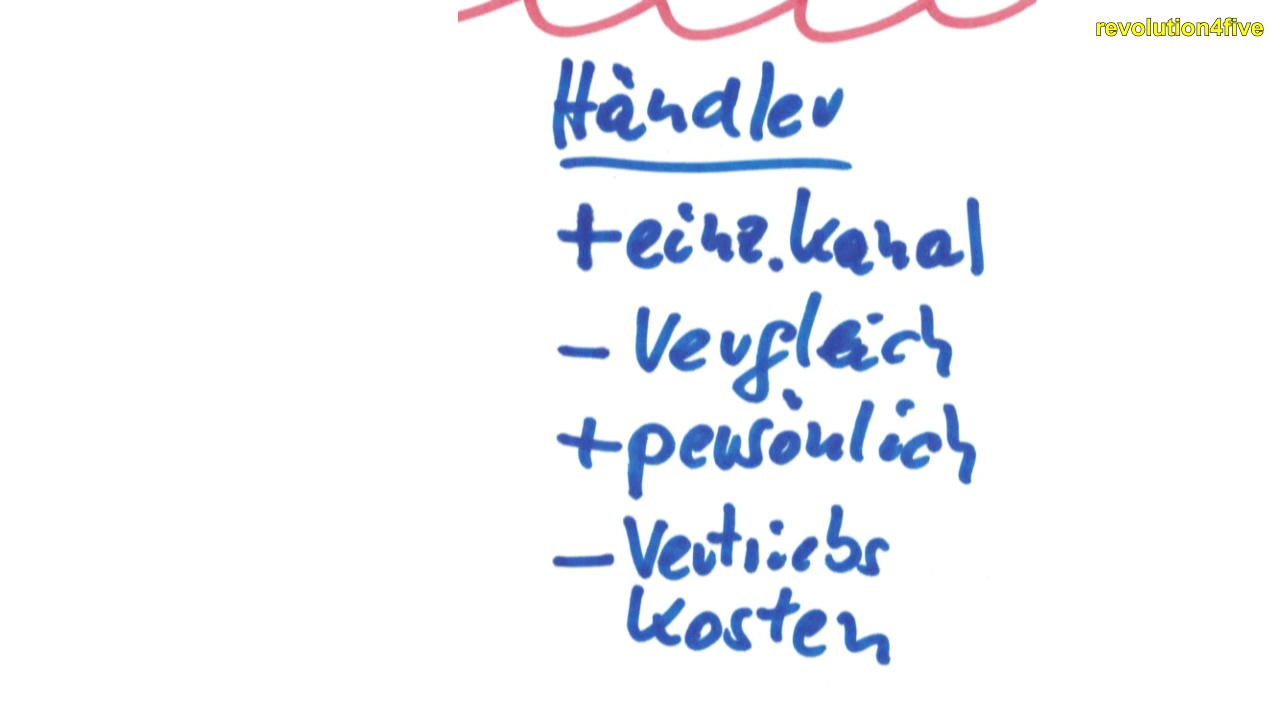 revolution4five
Händler
+ einz. Kanal
- Vergleich
+ persönlich
- Vertriebs
Kosten